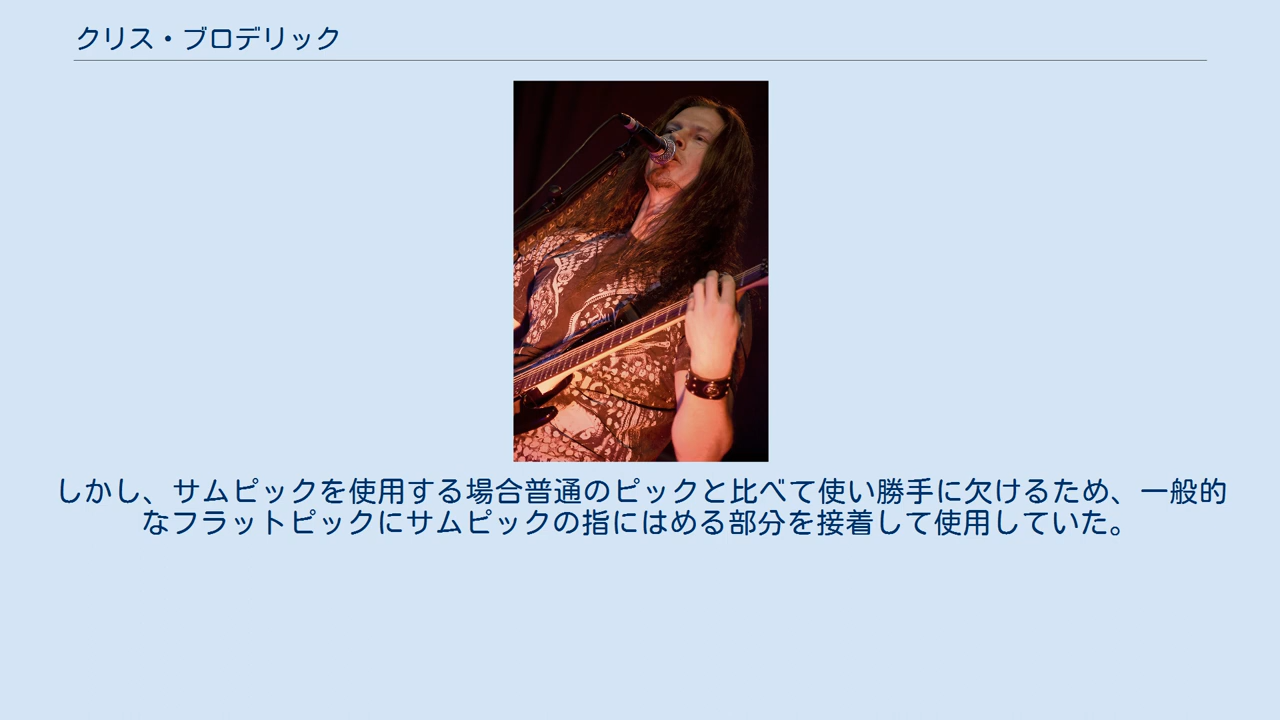 クリス・ブロデリック
しかし、サムピックを使用する場合普通のピックと比べて使い勝手に欠けるため、一般的
なフラットピックにサムピックの指にはめる部分を接着して使用していた。